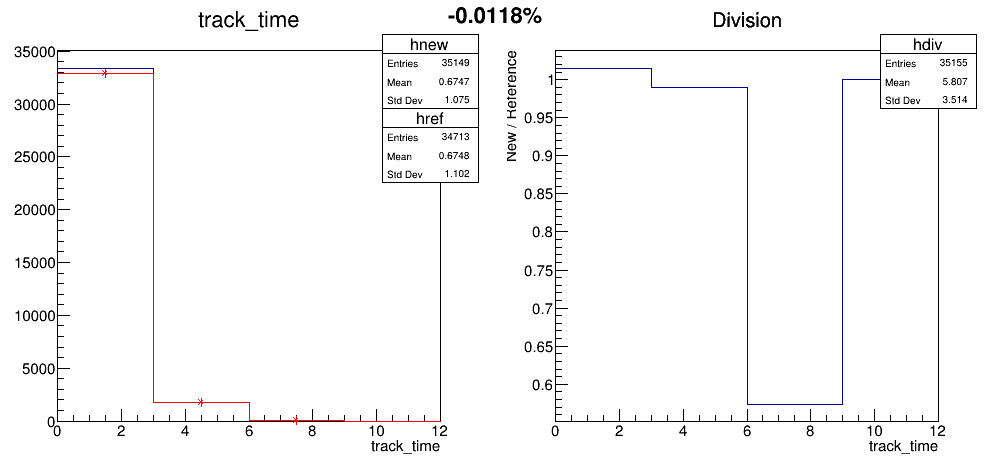 -0.0118%
track_time
hnew
Entries 35149
Mean 0.6747
Std Dev 1.075
href
Entries 34713
Mean 0.6748
Std Dev 1.102
35000
30000
25000
20000
15000
10000
5000
0
0 2 4 6 8 10 12
track_time
Division
hdiv
Entries 35155
Mean 5.807
Std Dev 3.514
New / Reference
1
0.95
0.9
0.85
0.8
0.75
0.7
0.65
0.6
0 2 4 6 8 10 12
track_time